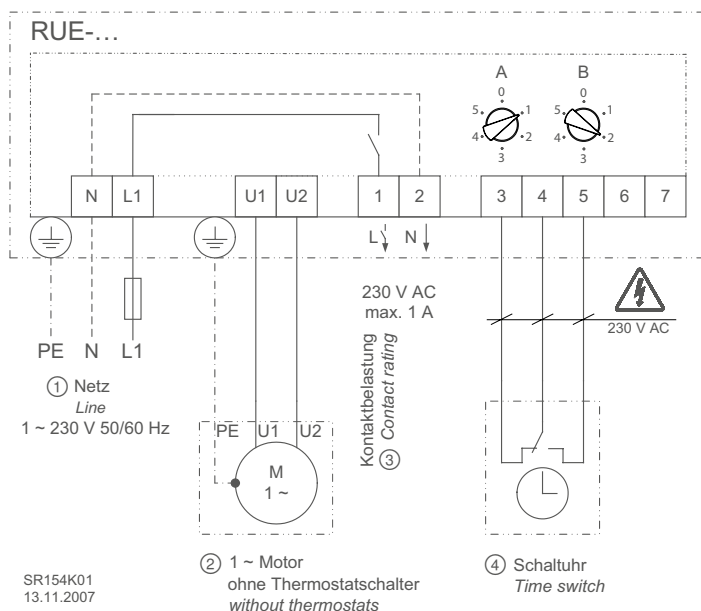 RUE-...
A
B
0
5
1
4
2
3
0
5
1
4
2
3
N
L1
U1
U2
1
2
3
4
5
6
7
L
N
230 V AC
max. 1 A
230 V AC
PE
N
L1
1 Netz
Line
1 ~ 230 V 50/60 Hz
Kontaktbelastung
3 Contact rating
PE
U1
U2
M
1 ~
2 1 ~ Motor
ohne Thermostatschalter
without thermostats
4 Schaltuhr
Time switch
SR154K01
13.11.2007